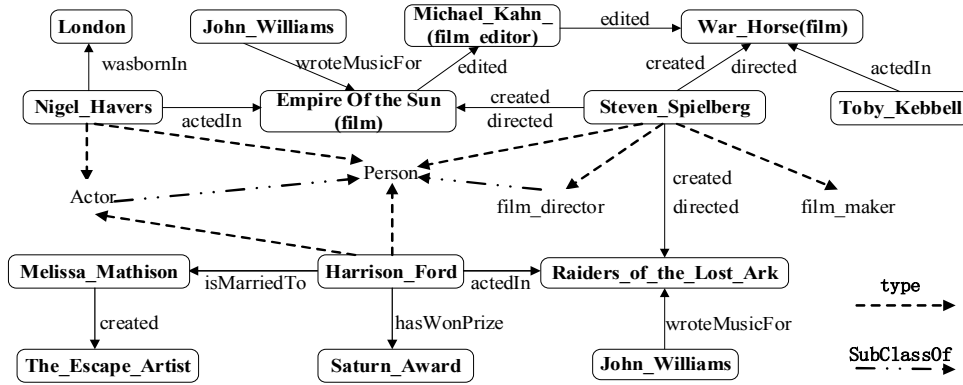 London
John_Williams
Michael_Kahn_
(film_editor)
edited
War_Horse(film)
wasbornIn
wroteMusicFor
edited
created
directed
actedIn
Nigel_Havers
actedIn
Empire Of the Sun
(film)
created
directed
Steven_Spielberg
Toby_Kebbell
Person
Actor
film_director
film_maker
created
directed
Melissa_Mathison
isMarriedTo
Harrison_Ford
actedIn
Raiders_of_the_Lost_Ark
type
created
hasWonPrize
wroteMusicFor
SubClassOf
The_Escape_Artist
Saturn_Award
John_Williams